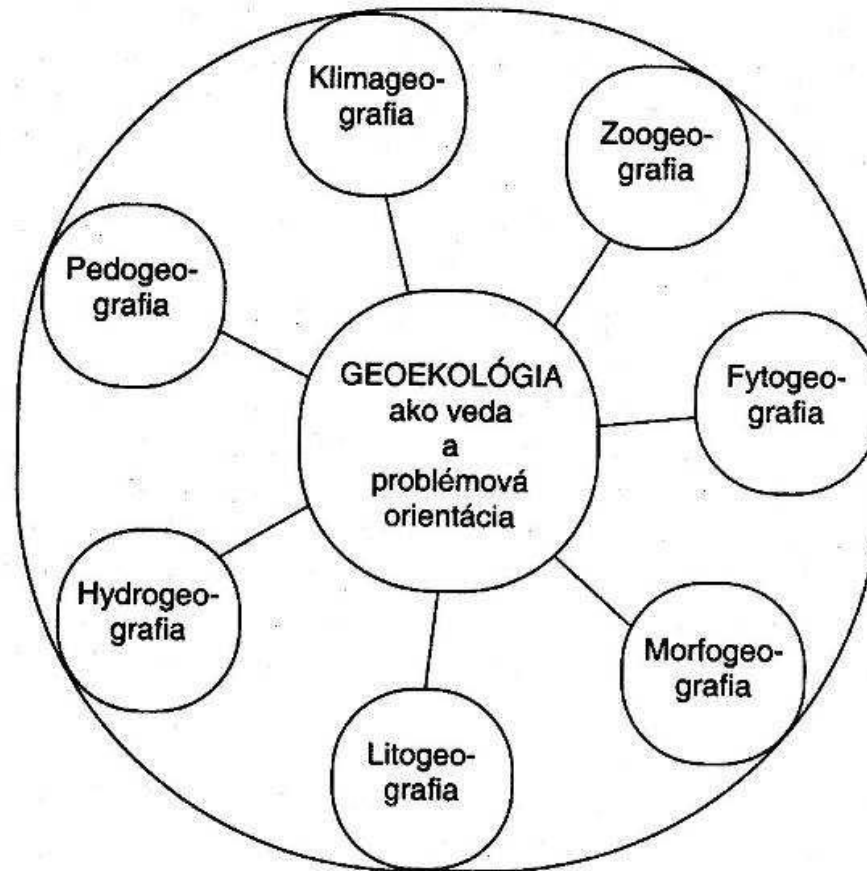 Klimageo-
grafia
Zoogeo-
grafia
Pedogeo-
grafia
GEOEKOLÓGIA
ako veda
a
problémová
orientácia
Fytogeo-
grafia
Hydrogeo-
grafia
Morfogeo-
grafia
Litogeo-
grafia